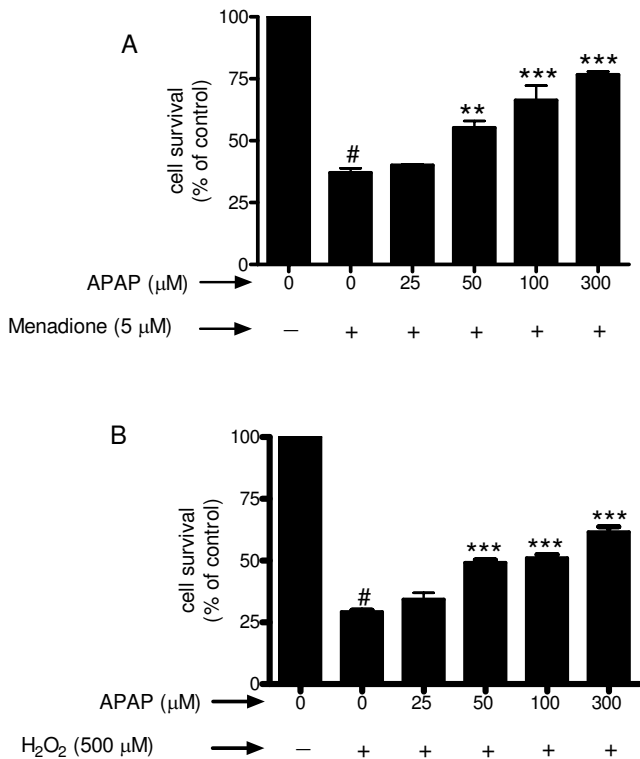 A
cell survival
(% of control)
100
75
50
25
0
#
**
***
***
APAP (μM)
0 0 25 50 100 300
Menadione (5 μM)
– + + + + +
B
cell survival
(% of control)
100
75
50
25
0
#
***
***
***
APAP (μM)
0 0 25 50 100 300
H₂O₂ (500 μM)
– + + + + +